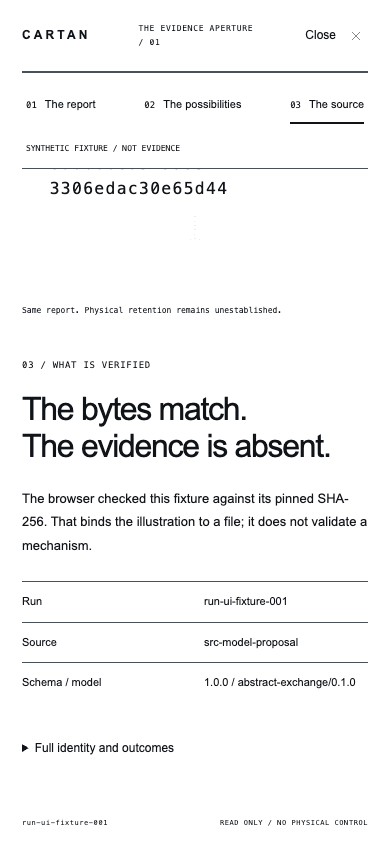 CARTAN
THE EVIDENCE APERTURE
/ 01
Close ×
01 The report
02 The possibilities
03 The source
SYNTHETIC FIXTURE / NOT EVIDENCE
3306edac30e65d44
Same report. Physical retention remains unestablished.
03 / WHAT IS VERIFIED
The bytes match.
The evidence is absent.
The browser checked this fixture against its pinned SHA-
256. That binds the illustration to a file; it does not validate a
mechanism.
Run run-ui-fixture-001
Source src-model-proposal
Schema / model 1.0.0 / abstract-exchange/0.1.0
Full identity and outcomes
run-ui-fixture-001
READ ONLY / NO PHYSICAL CONTROL